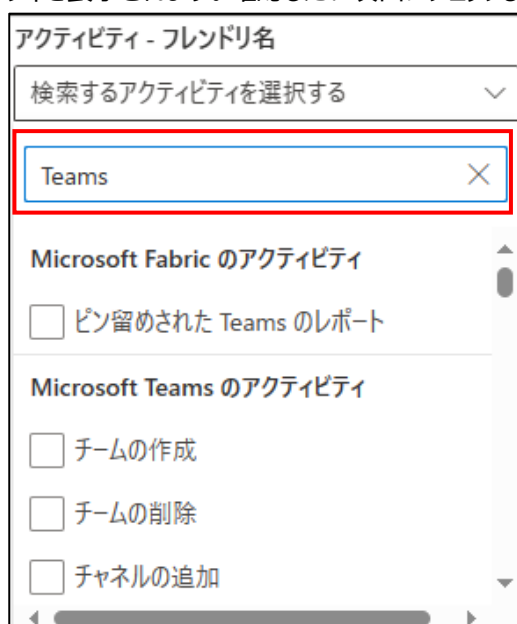 アクティビティ - フレンドリ名
検索するアクティビティを選択する
Teams
Microsoft Fabric のアクティビティ
ピン留めされた Teams のレポート
Microsoft Teams のアクティビティ
チームの作成
チームの削除
チャネルの追加